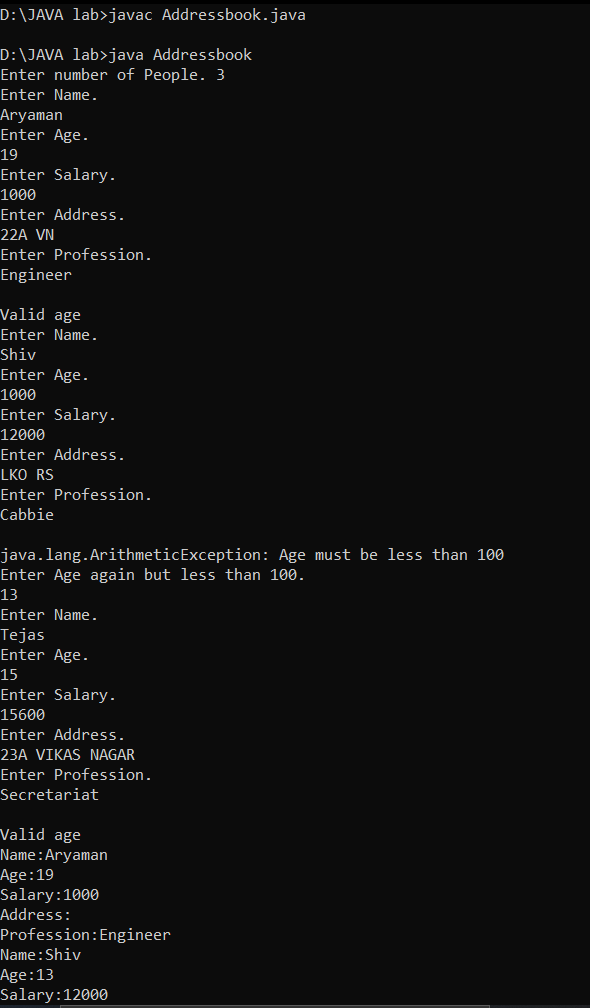 D:\JAVA lab>javac Addressbook.java
D:\JAVA lab>java Addressbook
Enter number of People. 3
Enter Name.
Aryaman
Enter Age.
19
Enter Salary.
1000
Enter Address.
22A VN
Enter Profession.
Engineer
Valid age
Enter Name.
Shiv
Enter Age.
1000
Enter Salary.
12000
Enter Address.
LKO RS
Enter Profession.
Cabbie
java.lang.ArithmeticException: Age must be less than 100
Enter Age again but less than 100.
13
Enter Name.
Tejas
Enter Age.
15
Enter Salary.
15600
Enter Address.
23A VIKAS NAGAR
Enter Profession.
Secretariat
Valid age
Name:Aryaman
Age:19
Salary:1000
Address:
Profession:Engineer
Name:Shiv
Age:13
Salary:12000